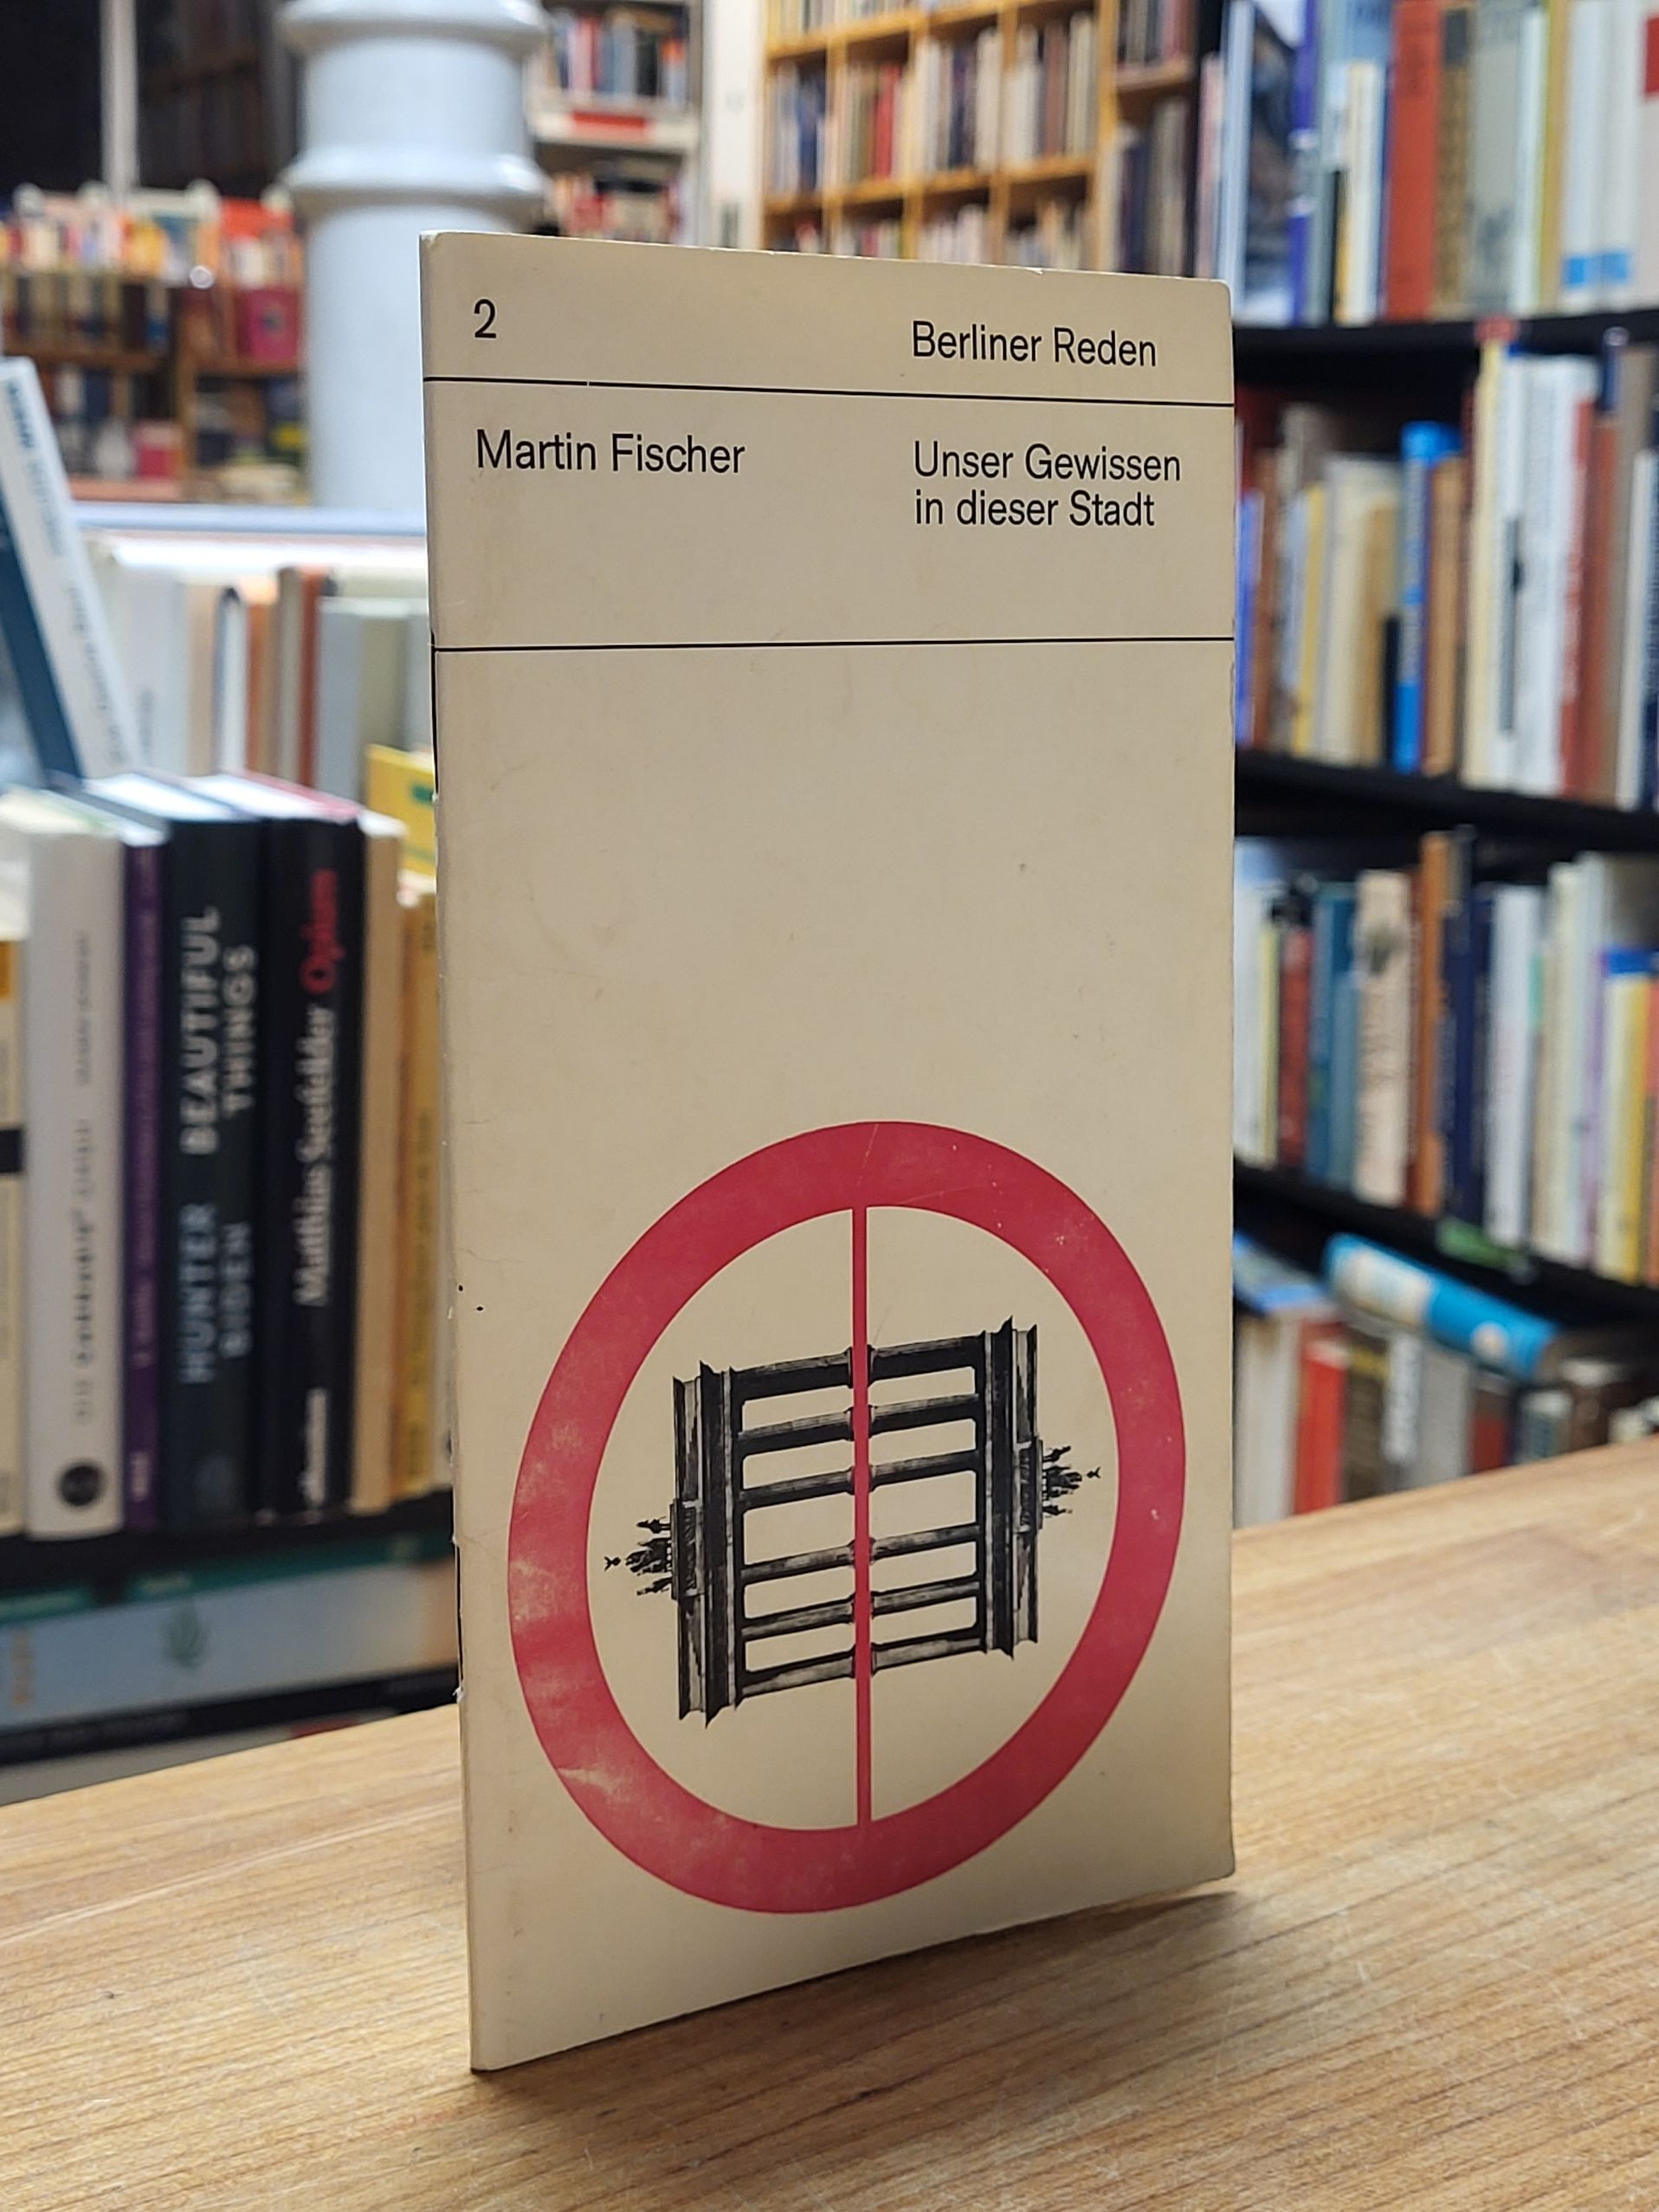 2
Berliner Reden
Martin Fischer
Unser Gewissen
in dieser Stadt
HUNTER BEAUTIFUL
BIDEN THINGS
Matthias Seefelder Opium